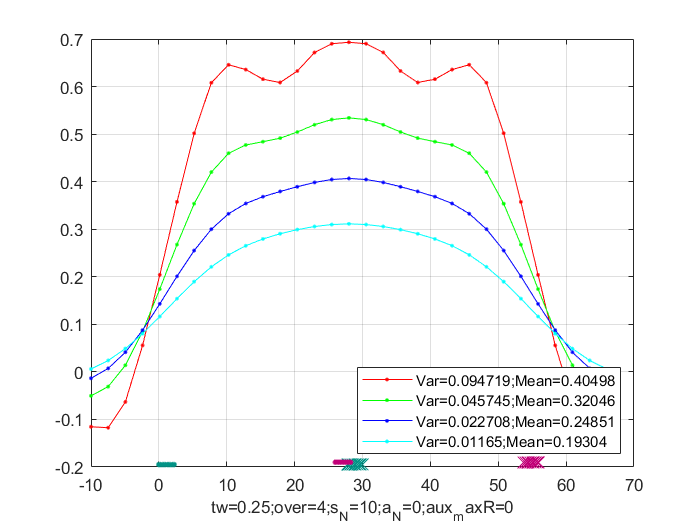 0.7
0.6
0.5
0.4
0.3
0.2
0.1
0
-0.1
-0.2
Var=0.094719;Mean=0.40498
Var=0.045745;Mean=0.32046
Var=0.022708;Mean=0.24851
Var=0.01165;Mean=0.19304
-10 0 10 20 30 40 50 60 70
tw=0.25;over=4;s_N=10;a_N=0;aux_maxR=0